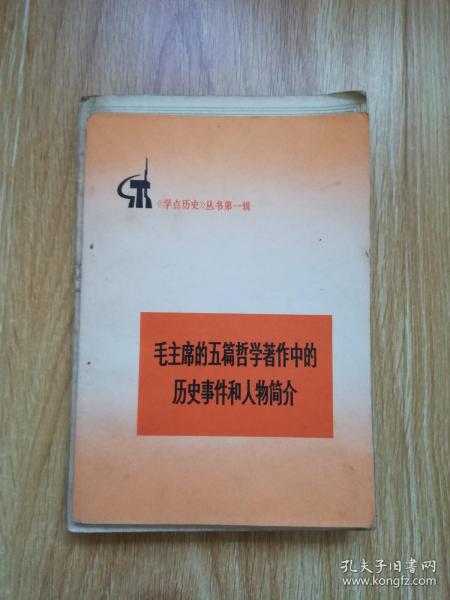 《学点历史》丛书第一辑
毛主席的五篇哲学著作中的
历史事件和人物简介
孔夫子旧书网
www.kongfz.com